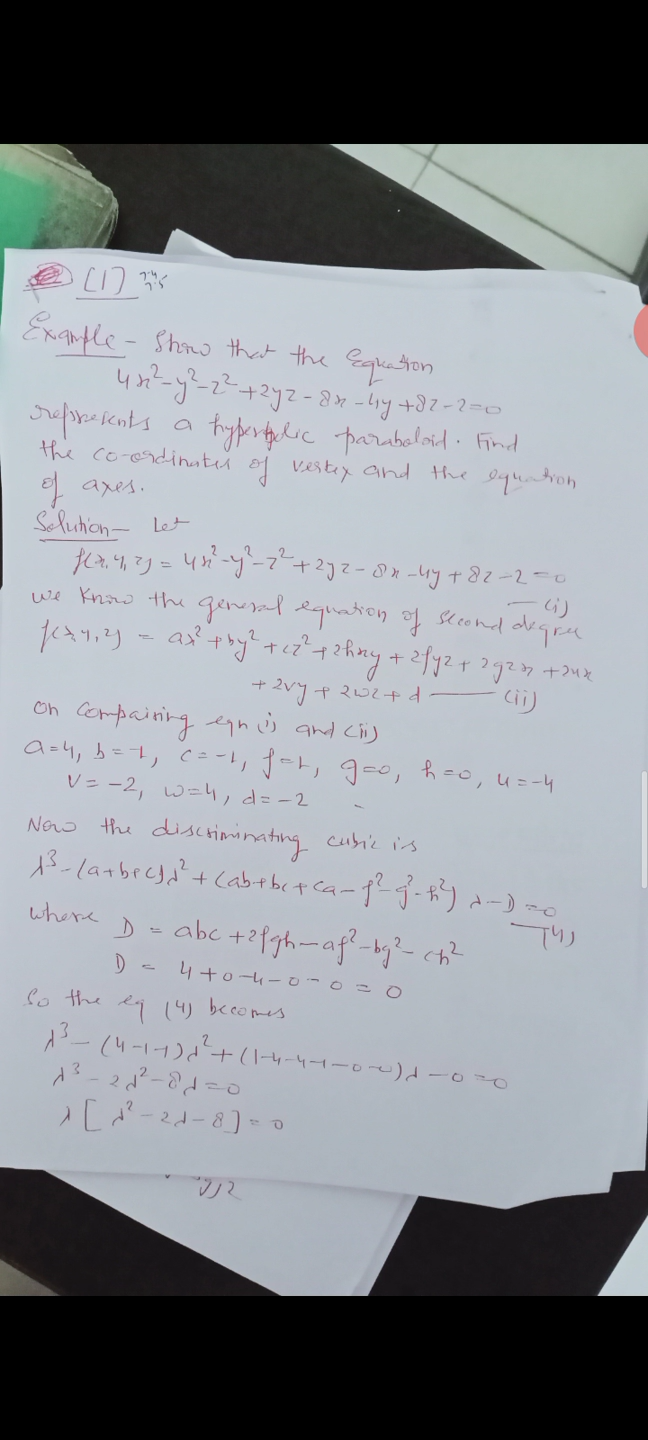 (1)
Example - Show that the Equation
4x²-y²-z²+2yz-8x-4y+8z-2=0
represents a hyperbolic paraboloid. Find
the co-ordinates of vertex and the equation
of axes.
Solution- Let
f(x,y,z) = 4x²-y²-z²+2yz-8x-4y+8z-2=0
—(i)
we know the general equation of second degree
f(x,y,z) = ax²+by²+cz²+2hxy+2fyz+2gzx+2ux
+2vy+2wz+d —— (ii)
on compairing eqn (i) and (ii)
a=4, b=-1, c=-1, f=1, g=0, h=0, u=-4
v=-2, w=4, d=-2
Now the discriminating cubic is
λ³-(a+b+c)λ²+(ab+bc+ca-f²-g²-h²)λ-D=0
—(4)
where D = abc+2fgh-af²-bg²-ch²
D = 4+0-4-0-0=0
So the eq (4) becomes
λ³-(4-1-1)λ²+(1-4-4-1-0-0)λ-0=0
λ³-2λ²-8λ=0
λ[λ²-2λ-8]=0